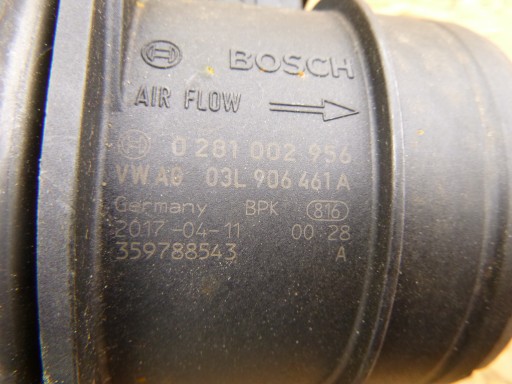 BOSCH
AIR FLOW
0 281 002 956
VW AG 03L 906 461 A
Germany BPK 816
2017-04-11 00 28
359788543 A